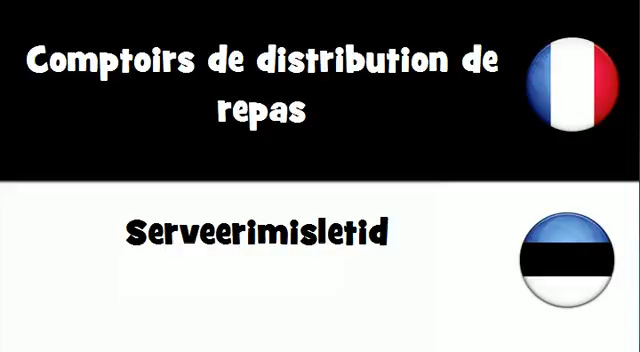 Comptoirs de distribution de
repas
Serveerimisletid